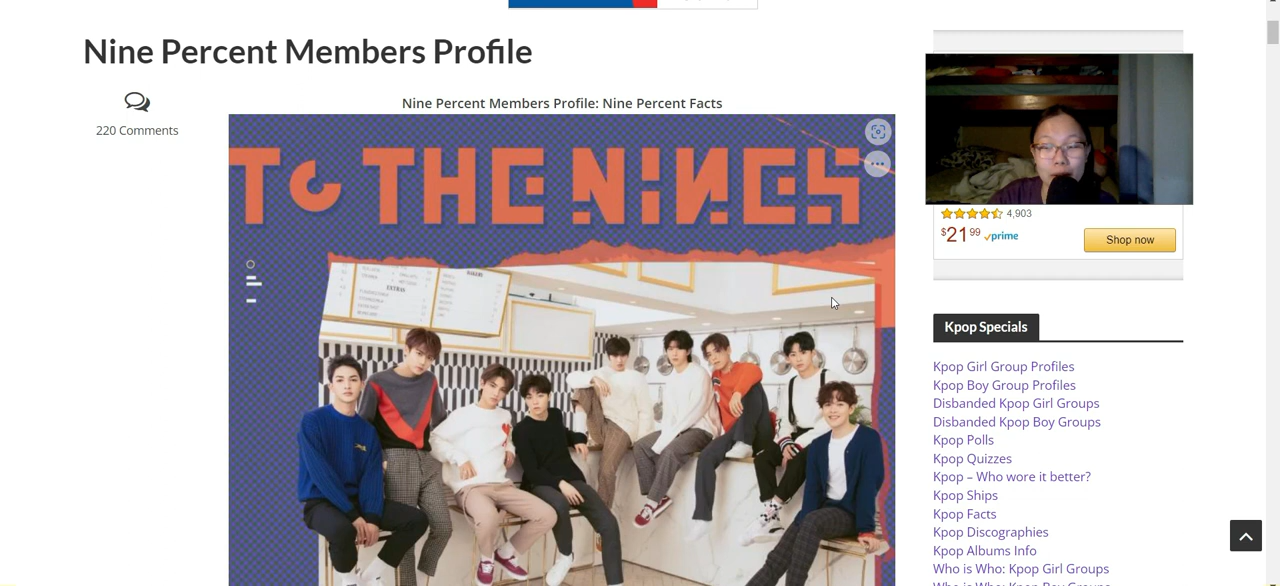 Nine Percent Members Profile
220 Comments
Nine Percent Members Profile: Nine Percent Facts
To THE NINES
EXTRAS
BAKERY
4,903
$21 99 prime
Shop now
Kpop Specials
Kpop Girl Group Profiles
Kpop Boy Group Profiles
Disbanded Kpop Girl Groups
Disbanded Kpop Boy Groups
Kpop Polls
Kpop Quizzes
Kpop – Who wore it better?
Kpop Ships
Kpop Facts
Kpop Discographies
Kpop Albums Info
Who is Who: Kpop Girl Groups